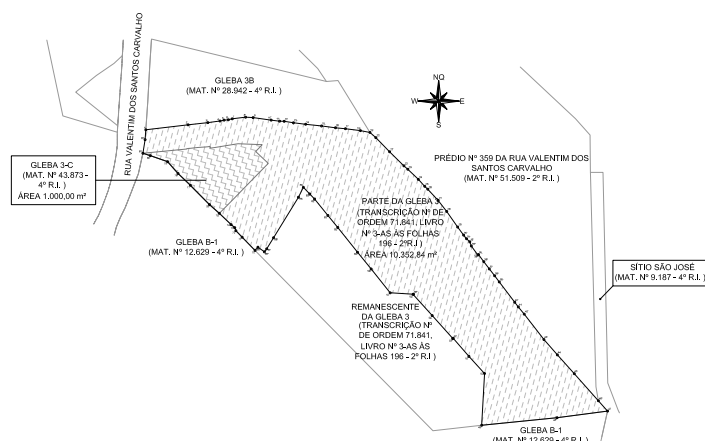 RUA VALENTIM DOS SANTOS CARVALHO
GLEBA 3B
(MAT. Nº 28.942 - 4º R.I. )
NQ
W
E
S
PRÉDIO Nº 359 DA RUA VALENTIM DOS
SANTOS CARVALHO
(MAT. Nº 51.509 - 2º R.I.)
GLEBA 3-C
(MAT. Nº 43.873 -
4º R.I. )
ÁREA 1.000,00 m²
PARTE DA GLEBA 3
(TRANSCRIÇÃO Nº DE
ORDEM 71.841, LIVRO
Nº 3-AS ÀS FOLHAS
196 - 2ºR.I )
ÁREA 10.352,84 m²
GLEBA B-1
(MAT. Nº 12.629 - 4º R.I.)
SÍTIO SÃO JOSÉ
(MAT. Nº 9.187 - 4º R.I.)
REMANESCENTE
DA GLEBA 3
(TRANSCRIÇÃO Nº
DE ORDEM 71.841,
LIVRO Nº 3-AS ÀS
FOLHAS 196 - 2º R.I )
GLEBA B-1
(MAT. Nº 12.629 - 4º R.I.)